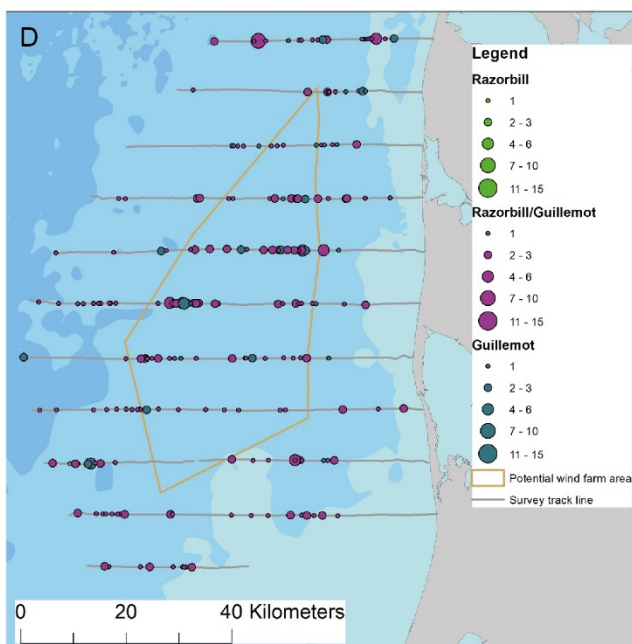 D
Legend
Razorbill
1
2 - 3
4 - 6
7 - 10
11 - 15
Razorbill/Guillemot
1
2 - 3
4 - 6
7 - 10
11 - 15
Guillemot
1
2 - 3
4 - 6
7 - 10
11 - 15
Potential wind farm area
Survey track line
0 20 40 Kilometers